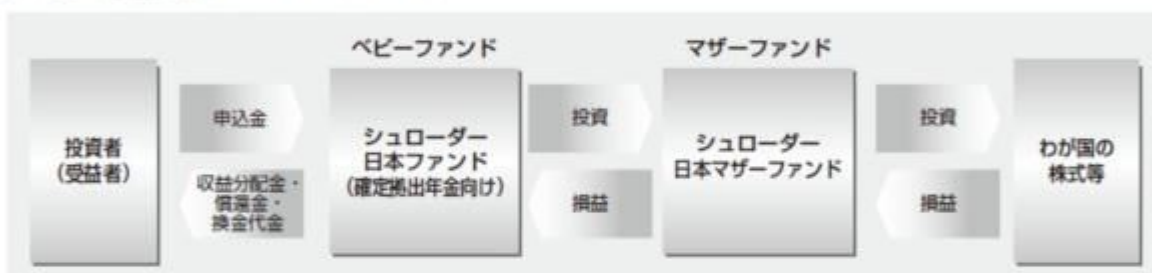 ベビーファンド
マザーファンド
投資者
(受益者)
申込金
収益分配金・
償還金・
換金代金
シュローダー
日本ファンド
(確定拠出年金向け)
投資
損益
シュローダー
日本マザーファンド
投資
損益
わが国の
株式等